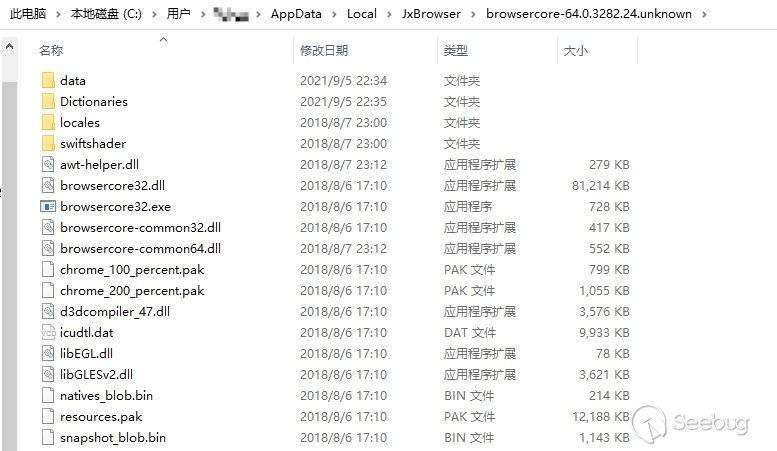 此电脑 › 本地磁盘 (C:) › 用户 › › AppData › Local › JxBrowser › browsercore-64.0.3282.24.unknown ›
名称 修改日期 类型 大小
data 2021/9/5 22:34 文件夹
Dictionaries 2021/9/5 22:35 文件夹
locales 2018/8/7 23:00 文件夹
swiftshader 2018/8/7 23:00 文件夹
awt-helper.dll 2018/8/7 23:12 应用程序扩展 279 KB
browsercore32.dll 2018/8/6 17:10 应用程序扩展 81,214 KB
browsercore32.exe 2018/8/6 17:10 应用程序 728 KB
browsercore-common32.dll 2018/8/6 17:10 应用程序扩展 417 KB
browsercore-common64.dll 2018/8/7 23:12 应用程序扩展 552 KB
chrome_100_percent.pak 2018/8/6 17:10 PAK 文件 799 KB
chrome_200_percent.pak 2018/8/6 17:10 PAK 文件 1,055 KB
d3dcompiler_47.dll 2018/8/6 17:10 应用程序扩展 3,576 KB
icudtl.dat 2018/8/6 17:10 DAT 文件 9,933 KB
libEGL.dll 2018/8/6 17:10 应用程序扩展 78 KB
libGLESv2.dll 2018/8/6 17:10 应用程序扩展 3,621 KB
natives_blob.bin 2018/8/6 17:10 BIN 文件 214 KB
resources.pak 2018/8/6 17:10 PAK 文件 12,188 KB
snapshot_blob.bin 2018/8/6 17:10 BIN 文件 1,143 KB
Seebug